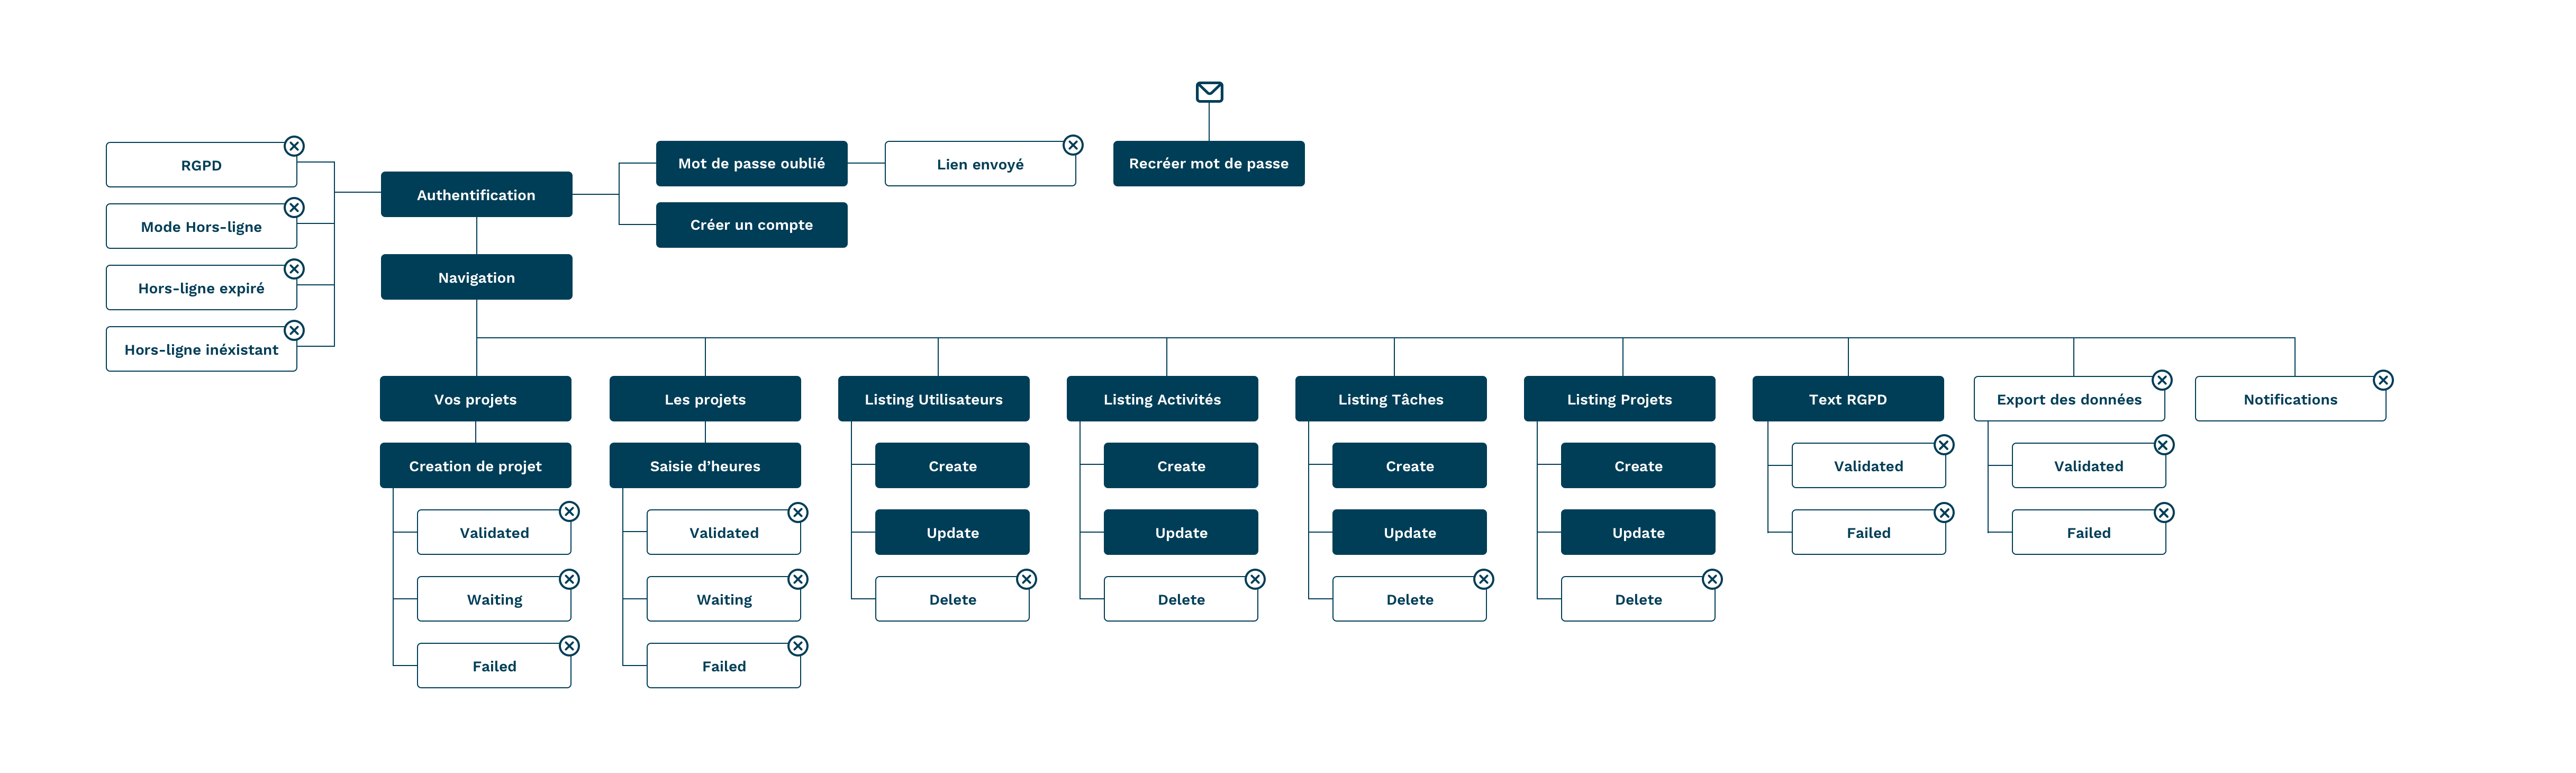 RGPD
Mode Hors-ligne
Hors-ligne expiré
Hors-ligne inéxistant
Authentification
Navigation
Mot de passe oublié
Créer un compte
Lien envoyé
Recréer mot de passe
Vos projets
Creation de projet
Validated
Waiting
Failed
Les projets
Saisie d’heures
Validated
Waiting
Failed
Listing Utilisateurs
Create
Update
Delete
Listing Activités
Create
Update
Delete
Listing Tâches
Create
Update
Delete
Listing Projets
Create
Update
Delete
Text RGPD
Validated
Failed
Export des données
Validated
Failed
Notifications